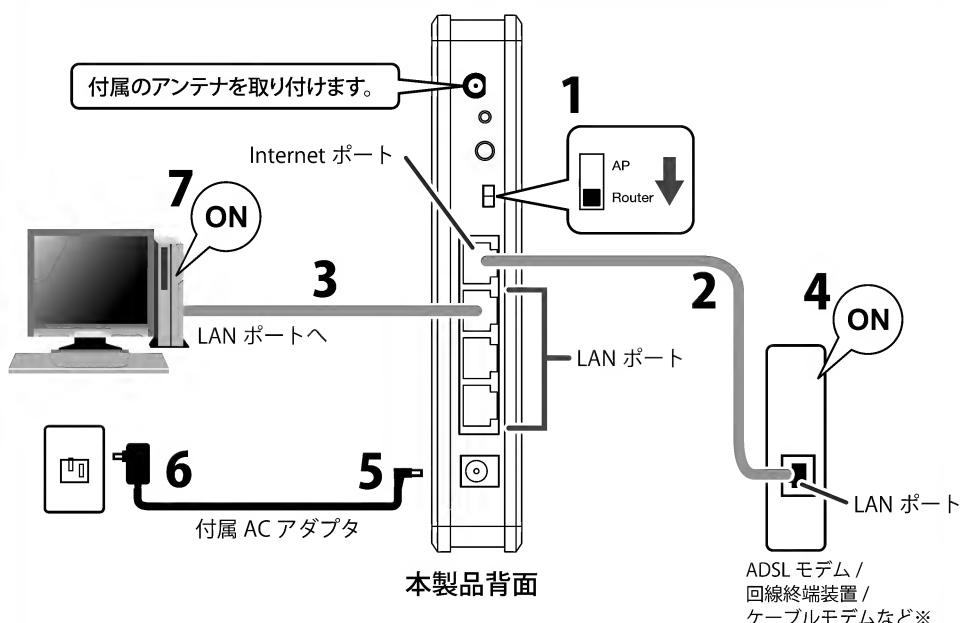 付属のアンテナを取り付けます。
1
AP
Router
Internet ポート
7
ON
3
LAN ポートへ
2
4
ON
LAN ポート
6
5
付属 AC アダプタ
LAN ポート
本製品背面
ADSL モデム /
回線終端装置 /
ケーブルモデムなど※